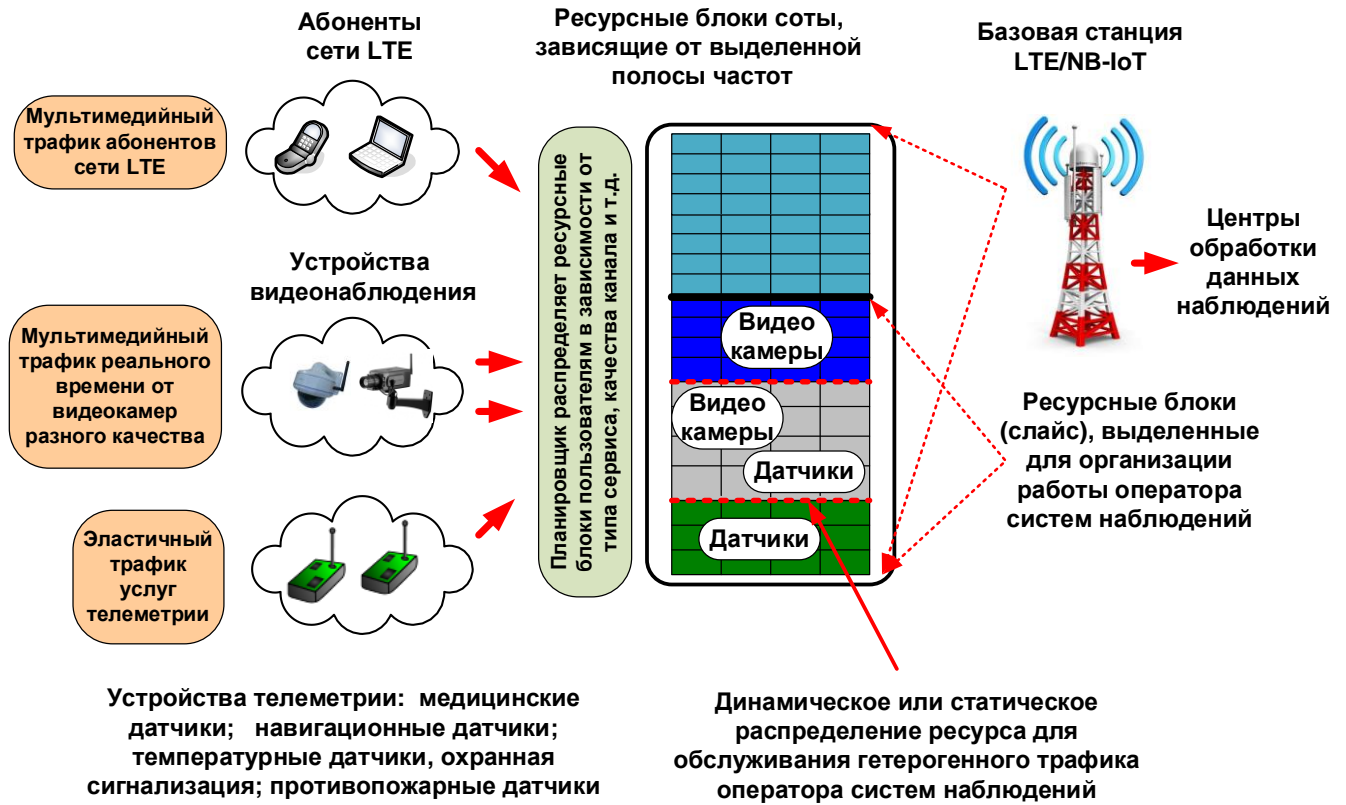 Абоненты
сети LTE
Ресурсные блоки соты,
зависящие от выделенной
полосы частот
Базовая станция
LTE/NB-IoT
Мультимедийный
трафик абонентов
сети LTE
Устройства
видеонаблюдения
Мультимедийный
трафик реального
времени от
видеокамер
разного качества
Эластичный
трафик
услуг
телеметрии
Планировщик распределяет ресурсные
блоки пользователям в зависимости от
типа сервиса, качества канала и т.д.
Видео
камеры
Видео
камеры
Датчики
Датчики
Центры
обработки
данных
наблюдений
Ресурсные блоки
(слайс), выделенные
для организации
работы оператора
систем наблюдений
Устройства телеметрии: медицинские
датчики; навигационные датчики;
температурные датчики, охранная
сигнализация; противопожарные датчики
Динамическое или статическое
распределение ресурса для
обслуживания гетерогенного трафика
оператора систем наблюдений